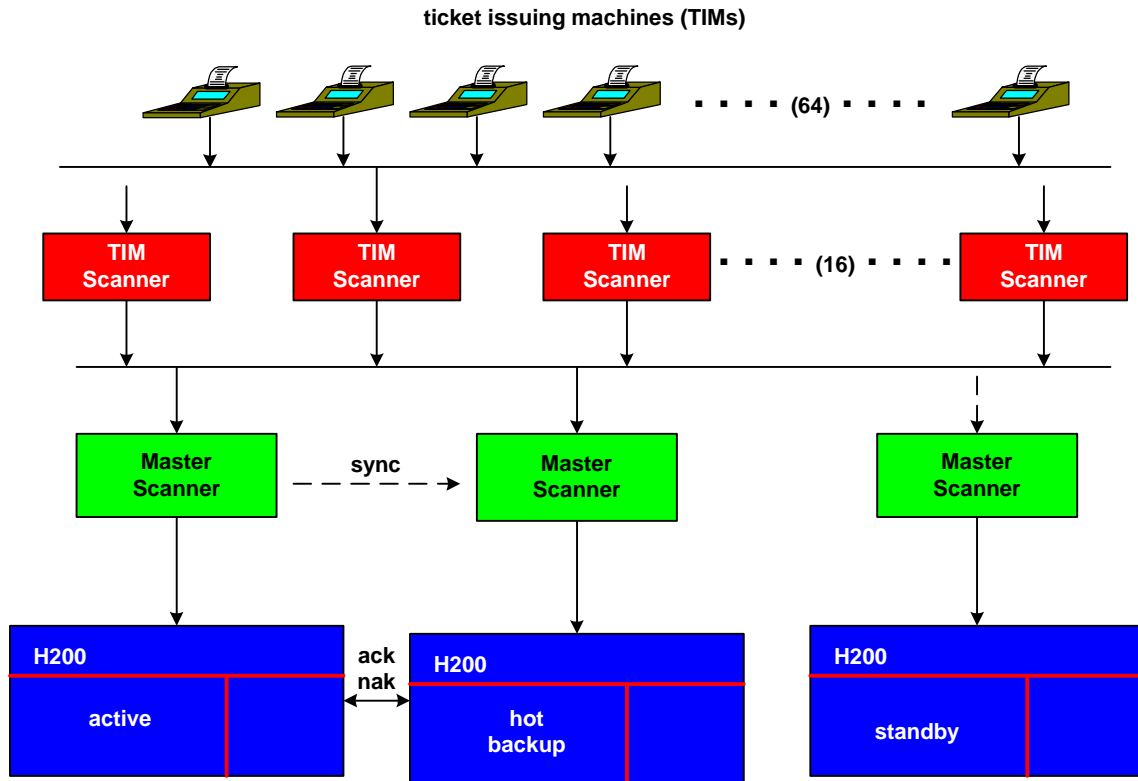 ticket issuing machines (TIMs)
(64)
TIM
Scanner
TIM
Scanner
TIM
Scanner
(16)
TIM
Scanner
Master
Scanner
sync
Master
Scanner
Master
Scanner
H200
active
ack
nak
H200
hot
backup
H200
standby